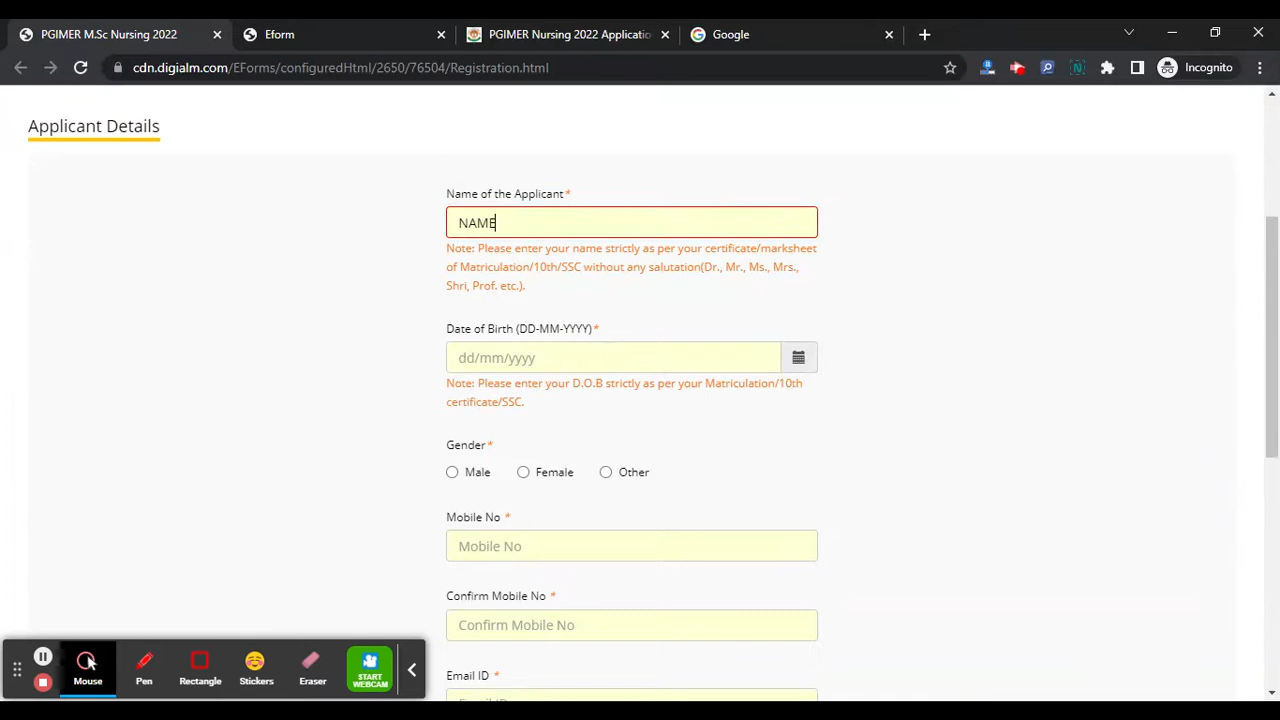 PGIMER M.Sc Nursing 2022
Eform
PGIMER Nursing 2022 Applicatio
Google
cdn.digialm.com/EForms/configuredHtml/2650/76504/Registration.html
Incognito
Applicant Details
Name of the Applicant*
NAME
Note: Please enter your name strictly as per your certificate/marksheet
of Matriculation/10th/SSC without any salutation(Dr., Mr., Ms., Mrs.,
Shri, Prof. etc.).
Date of Birth (DD-MM-YYYY)*
dd/mm/yyyy
Note: Please enter your D.O.B strictly as per your Matriculation/10th
certificate/SSC.
Gender*
Male Female Other
Mobile No *
Mobile No
Confirm Mobile No *
Confirm Mobile No
Email ID *
Mouse
Pen
Rectangle
Stickers
Eraser
START
WEBCAM